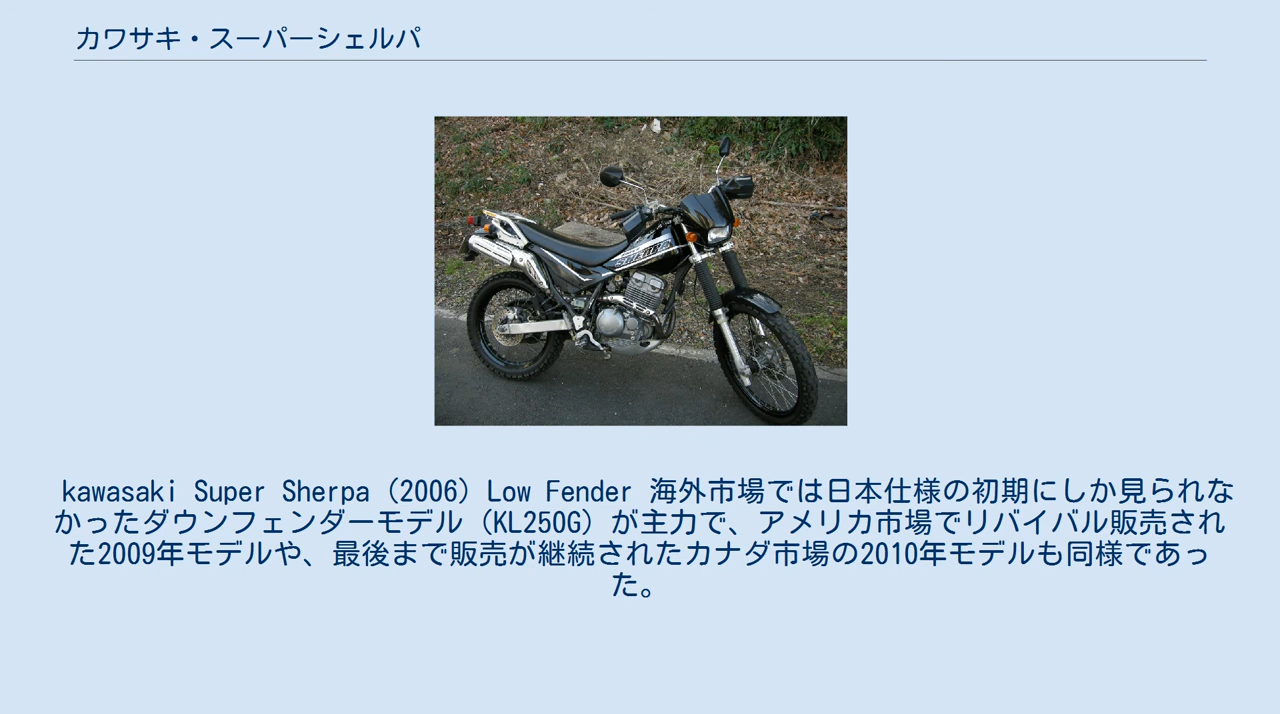 カワサキ・スーパーシェルパ
kawasaki Super Sherpa (2006) Low Fender 海外市場では日本仕様の初期にしか見られな
かったダウンフェンダーモデル (KL250G) が主力で、アメリカ市場でリバイバル販売され
た2009年モデルや、最後まで販売が継続されたカナダ市場の2010年モデルも同様であっ
た。